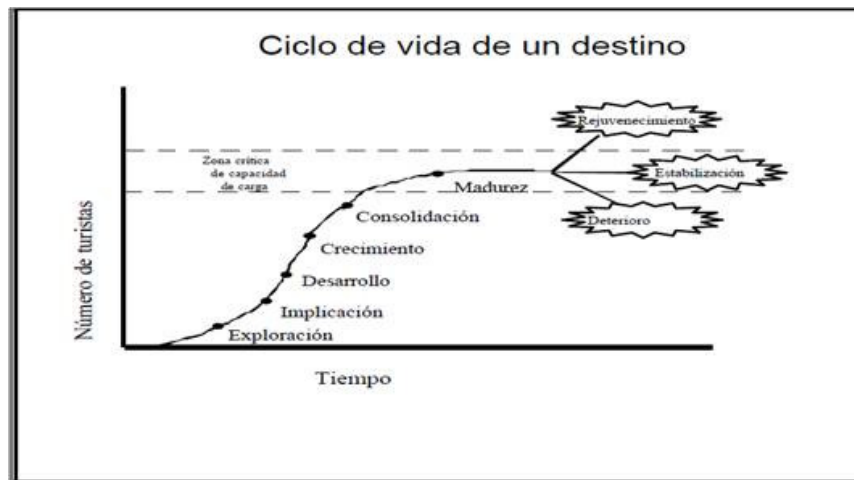 Ciclo de vida de un destino
Rejuvenecimiento
Zona crítica
de capacidad
de carga
Estabilización
Madurez
Consolidación
Deterioro
Crecimiento
Desarrollo
Implicación
Exploración
Número de turistas
Tiempo